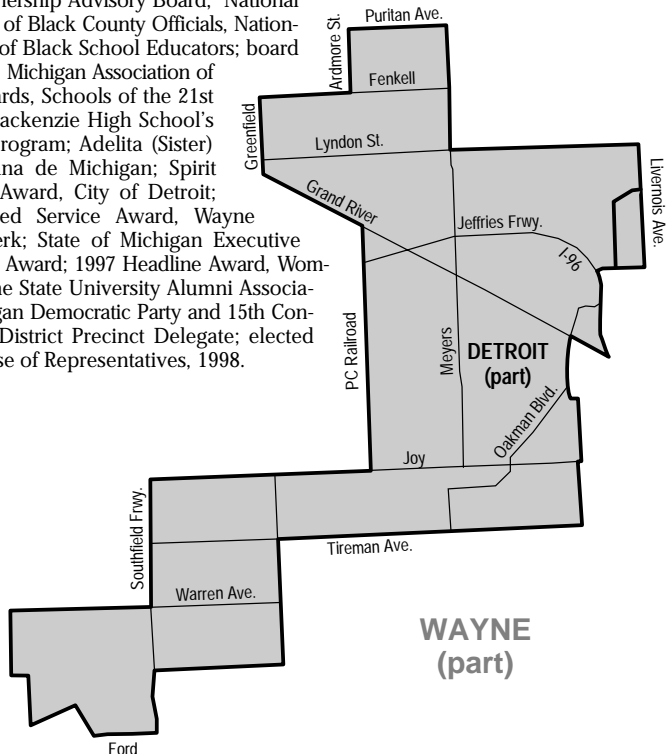 nership Advisory Board, National
of Black County Officials, Nation-
of Black School Educators; board
Michigan Association of
ards, Schools of the 21st
ackenzie High School's
rogram; Adelita (Sister)
na de Michigan; Spirit
Award, City of Detroit;
ed Service Award, Wayne
erk; State of Michigan Executive
Award; 1997 Headline Award, Wom-
ne State University Alumni Associa-
gan Democratic Party and 15th Con-
District Precinct Delegate; elected
se of Representatives, 1998.
Puritan Ave.
Ardmore St.
Fenkell
Greenfield
Lyndon St.
Livernois Ave.
Grand River
Jeffries Frwy.
I-96
PC Railroad
Meyers
DETROIT
(part)
Oakman Blvd.
Joy
Southfield Frwy.
Tireman Ave.
Warren Ave.
WAYNE
(part)
Ford